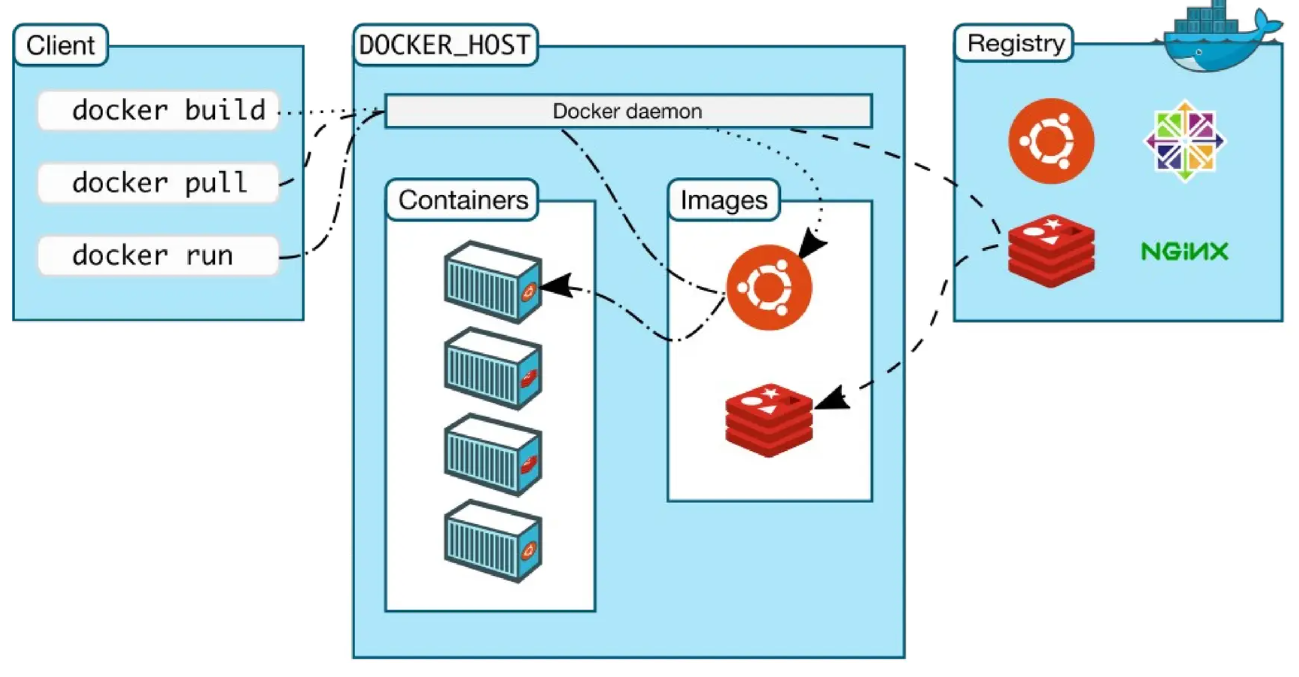 Client
docker build
docker pull
docker run
DOCKER_HOST
Docker daemon
Containers
Images
Registry
NGiNX